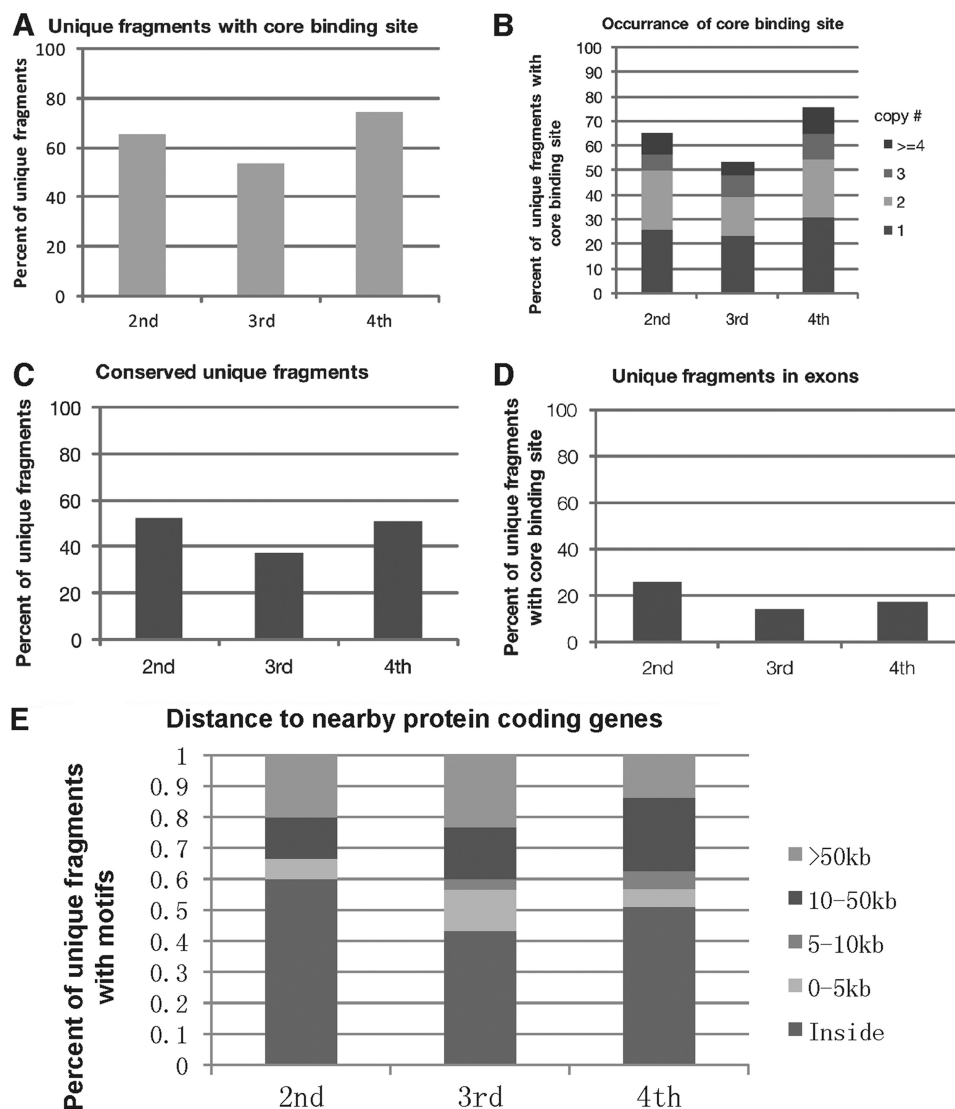 A Unique fragments with core binding site
Percent of unique fragments
100
80
60
40
20
0
2nd 3rd 4th
B Occurrance of core binding site
Percent of unique fragments with
core binding site
100
90
80
70
60
50
40
30
20
10
0
2nd 3rd 4th
copy #
>=4
3
2
1
C Conserved unique fragments
Percent of unique fragments
100
80
60
40
20
0
2nd 3rd 4th
D Unique fragments in exons
Percent of unique fragments
with core binding site
100
80
60
40
20
0
2nd 3rd 4th
E Distance to nearby protein coding genes
Percent of unique fragments
with motifs
1
0.9
0.8
0.7
0.6
0.5
0.4
0.3
0.2
0.1
0
2nd 3rd 4th
>50kb
10-50kb
5-10kb
0-5kb
Inside